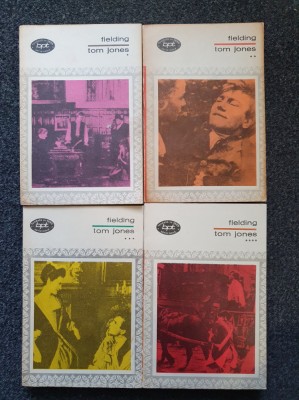 bpt
fielding
tom jones
*
bpt
fielding
tom jones
**
bpt
fielding
tom jones
***
bpt
fielding
tom jones
****